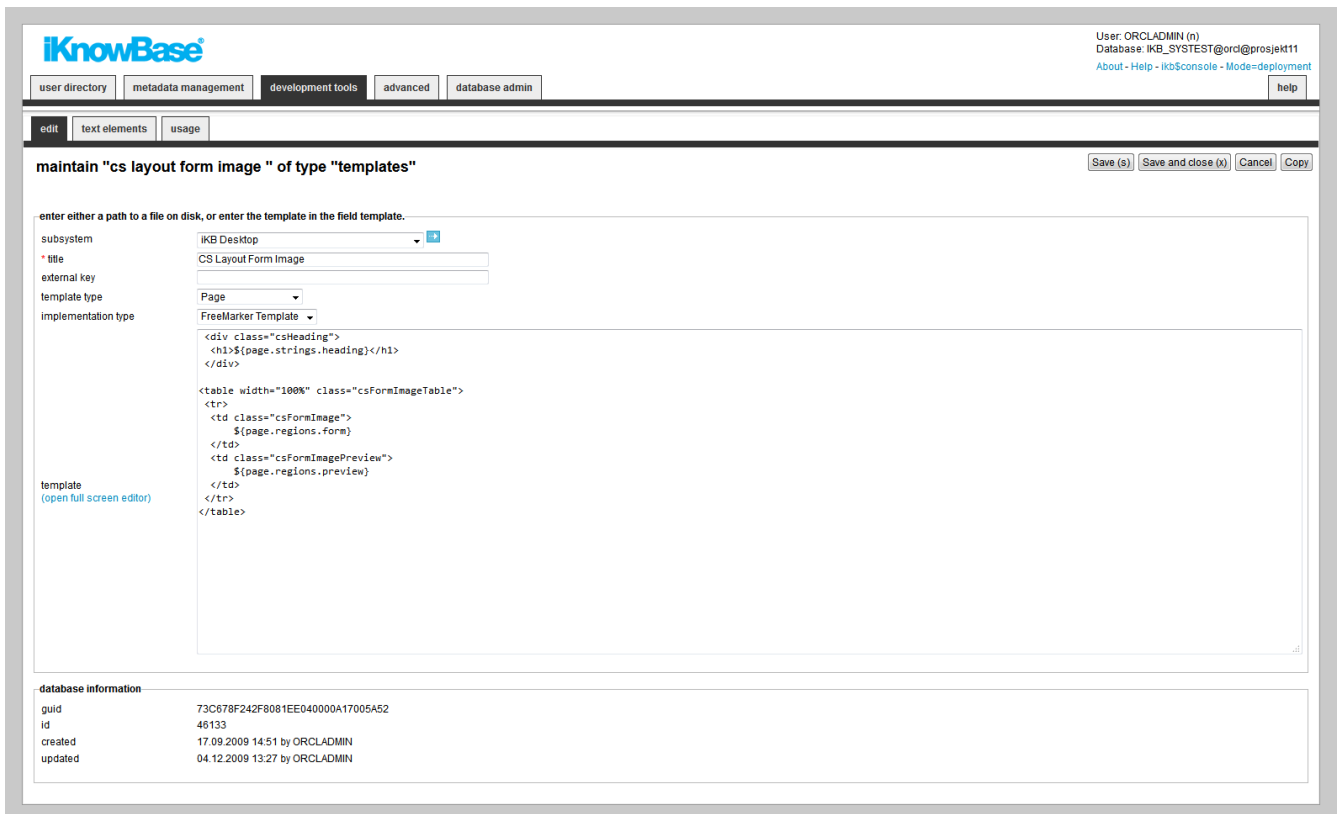 iKnowBase
User: ORCLADMIN (n)
Database: IKB_SYSTEST@orcl@prosjekt11
About - Help - ikb$console - Mode=deployment
user directory metadata management development tools advanced database admin help
edit text elements usage
maintain "cs layout form image " of type "templates"
Save (s) Save and close (x) Cancel Copy
enter either a path to a file on disk, or enter the template in the field template.
subsystem iKB Desktop
* title CS Layout Form Image
external key
template type Page
implementation type FreeMarker Template
<div class="csHeading">
<h1>${page.strings.heading}</h1>
</div>
<table width="100%" class="csFormImageTable">
<tr>
<td class="csFormImage">
${page.regions.form}
</td>
<td class="csFormImagePreview">
${page.regions.preview}
</td>
</tr>
</table>
template
(open full screen editor)
database information
guid 73C678F242F8081EE040000A17005A52
id 46133
created 17.09.2009 14:51 by ORCLADMIN
updated 04.12.2009 13:27 by ORCLADMIN